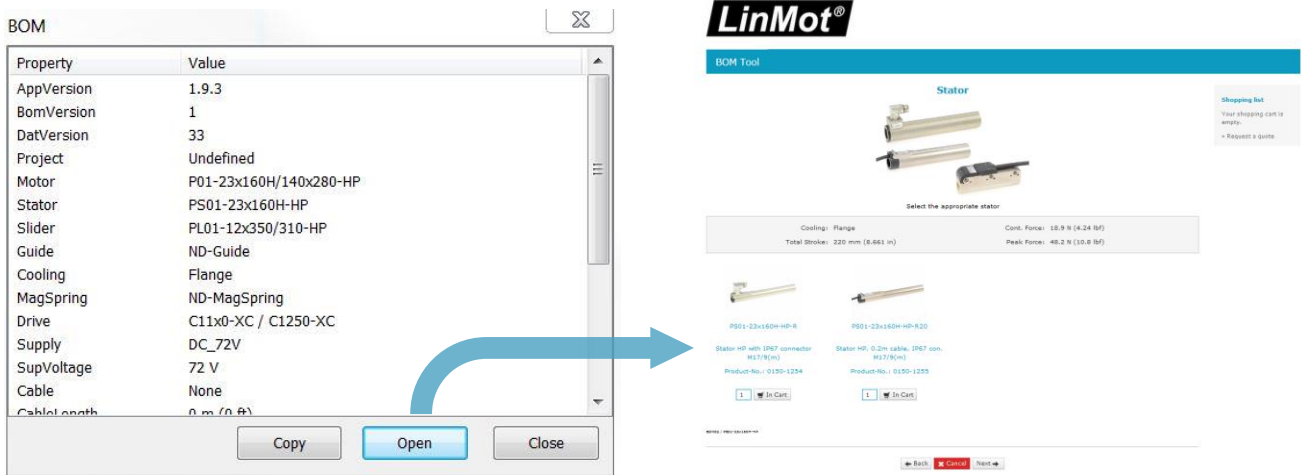 BOM
Property Value
AppVersion 1.9.3
BomVersion 1
DatVersion 33
Project Undefined
Motor P01-23x160H/140x280-HP
Stator PS01-23x160H-HP
Slider PL01-12x350/310-HP
Guide ND-Guide
Cooling Flange
MagSpring ND-MagSpring
Drive C11x0-XC / C1250-XC
Supply DC_72V
SupVoltage 72 V
Cable None
CableLength 0 m (0 ft)
Copy Open Close
LinMot®
BOM Tool
Stator
Shopping list
Your shopping cart is
empty.
» Request a quote
Select the appropriate stator
Cooling: Flange Cont. Force: 18.9 N (4.24 lbf)
Total Stroke: 220 mm (8.661 in) Peak Force: 48.2 N (10.8 lbf)
PS01-23x160H-HP-R PS01-23x160H-HP-R20
Stator HP with IP67 connector Stator HP, 0.2m cable, IP67 con.
M17/9(m) M17/9(m)
Product-No.: 0150-1254 Product-No.: 0150-1255
1 In Cart 1 In Cart
Back Cancel Next